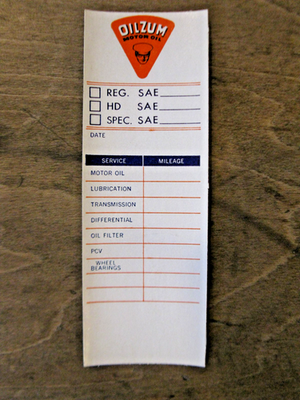 OILZUM
MOTOR OIL
REG. SAE
HD SAE
SPEC. SAE
DATE
SERVICE MILEAGE
MOTOR OIL
LUBRICATION
TRANSMISSION
DIFFERENTIAL
OIL FILTER
PCV
WHEEL
BEARINGS